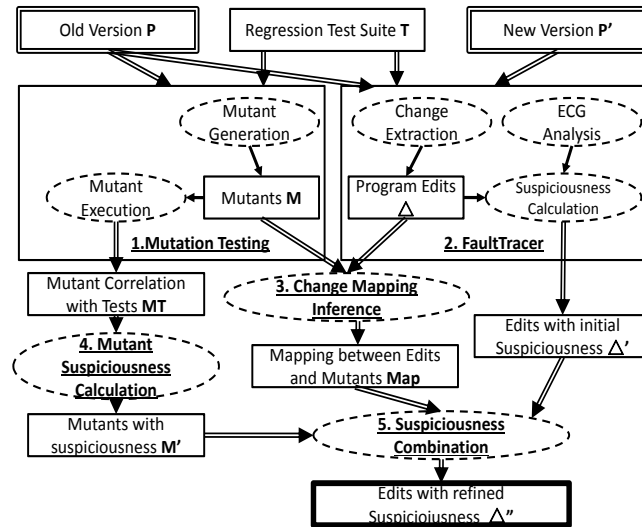 Old Version P
Regression Test Suite T
New Version P'
Mutant
Generation
Change
Extraction
ECG
Analysis
Mutant
Execution
Mutants M
Program Edits
△
Suspiciousness
Calculation
1.Mutation Testing
2. FaultTracer
Mutant Correlation
with Tests MT
3. Change Mapping
Inference
Edits with initial
Suspiciousness △'
4. Mutant
Suspiciousness
Calculation
Mapping between Edits
and Mutants Map
Mutants with
suspiciousness M'
5. Suspiciousness
Combination
Edits with refined
Suspicioiusness △"